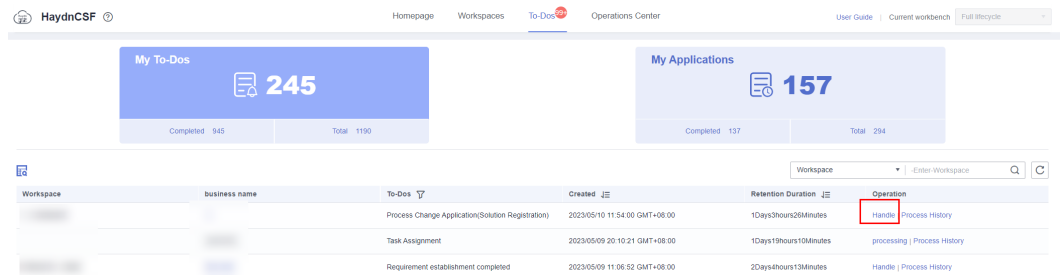 HaydnCSF Homepage Workspaces To-Dos 99+ Operations Center User Guide | Current workbench Full lifecycle
My To-Dos
245
Completed 945 Total 1190
My Applications
157
Completed 137 Total 294
Workspace Enter-Workspace
Workspace business name To-Dos Created Retention Duration Operation
Process Change Application(Solution Registration) 2023/05/10 11:54:00 GMT+08:00 1Days3hours26Minutes Handle | Process History
Task Assignment 2023/05/09 20:10:21 GMT+08:00 1Days19hours10Minutes processing | Process History
Requirement establishment completed 2023/05/09 11:06:52 GMT+08:00 2Days4hours13Minutes Handle | Process History